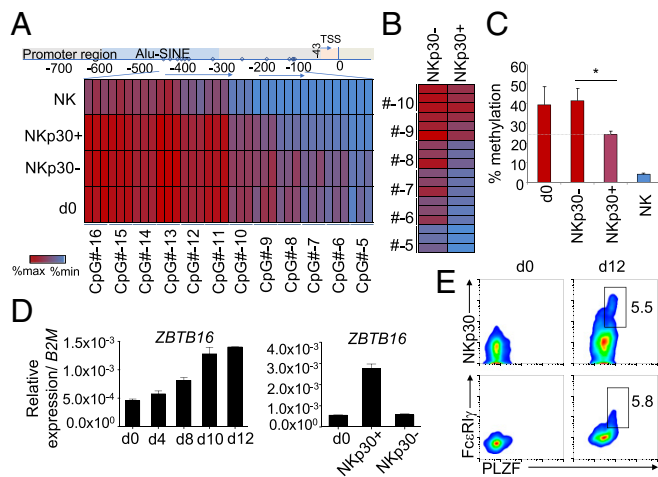 A
TSS
-43
Promoter region
Alu-SINE
-700
-600
-500
-400
-300
-200
-100
0
NK
NKp30+
NKp30-
d0
%max
%min
CpG#-16
CpG#-15
CpG#-14
CpG#-13
CpG#-12
CpG#-11
CpG#-10
CpG#-9
CpG#-8
CpG#-7
CpG#-6
CpG#-5
B
NKp30-
NKp30+
#-10
#-9
#-8
#-7
#-6
#-5
C
% methylation
60
50
40
30
20
10
0
*
d0
NKp30-
NKp30+
NK
D
Relative
expression/ B2M
ZBTB16
1.5x10⁻³
1.0x10⁻³
5.0x10⁻⁴
0.0x10⁰
d0 d4 d8 d10 d12
ZBTB16
4.0x10⁻³
3.0x10⁻³
2.0x10⁻³
1.0x10⁻³
0.0x10⁰
d0
NKp30+
NKp30-
E
d0
d12
NKp30
5.5
FcεRIγ
5.8
PLZF